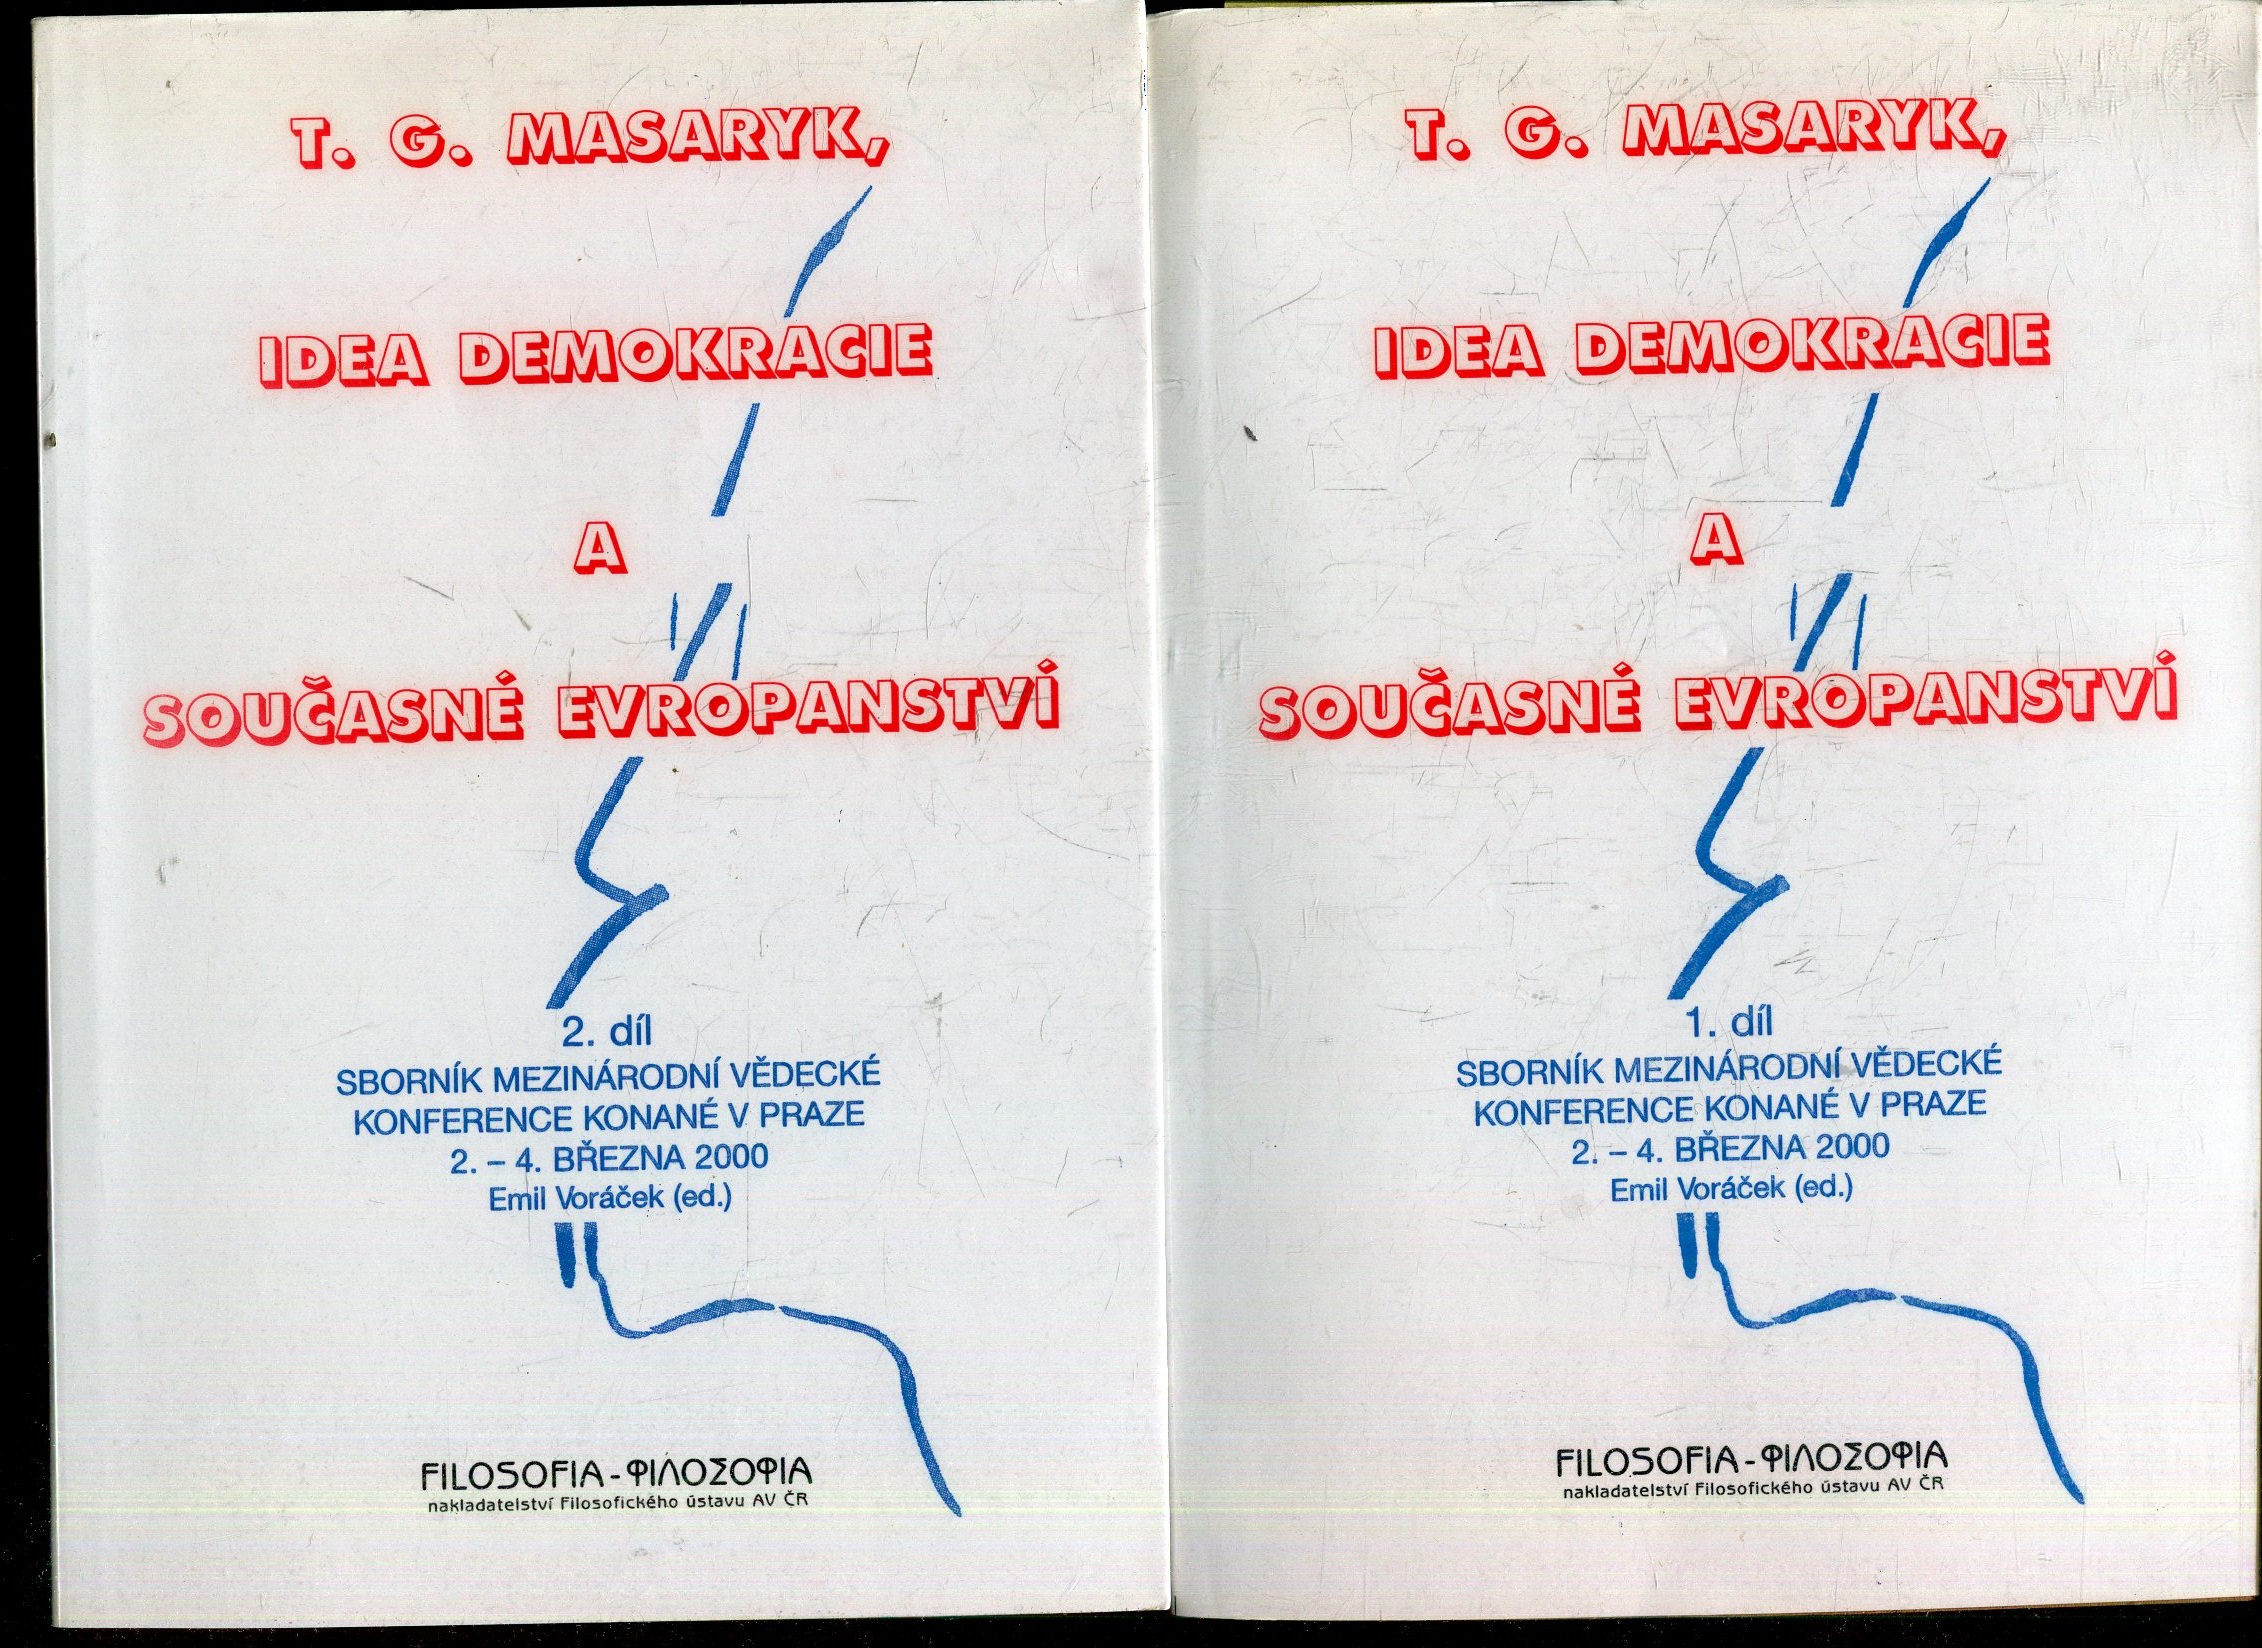 T. G. MASARYK,
IDEA DEMOKRACIE
A
SOUČASNÉ EVROPANSTVÍ
2. díl
SBORNÍK MEZINÁRODNÍ VĚDECKÉ
KONFERENCE KONANÉ V PRAZE
2. – 4. BŘEZNA 2000
Emil Voráček (ed.)
FILOSOFIA-ΦΙΛΟΣΟΦΙΑ
nakladatelství Filosofického ústavu AV ČR
T. G. MASARYK,
IDEA DEMOKRACIE
A
SOUČASNÉ EVROPANSTVÍ
1. díl
SBORNÍK MEZINÁRODNÍ VĚDECKÉ
KONFERENCE KONANÉ V PRAZE
2. – 4. BŘEZNA 2000
Emil Voráček (ed.)
FILOSOFIA-ΦΙΛΟΣΟΦΙΑ
nakladatelství Filosofického ústavu AV ČR